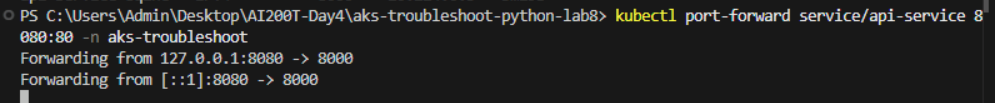 PS C:\Users\Admin\Desktop\AI200T-Day4\aks-troubleshoot-python-lab8> kubectl port-forward service/api-service 8
080:80 -n aks-troubleshoot
Forwarding from 127.0.0.1:8080 -> 8000
Forwarding from [::1]:8080 -> 8000